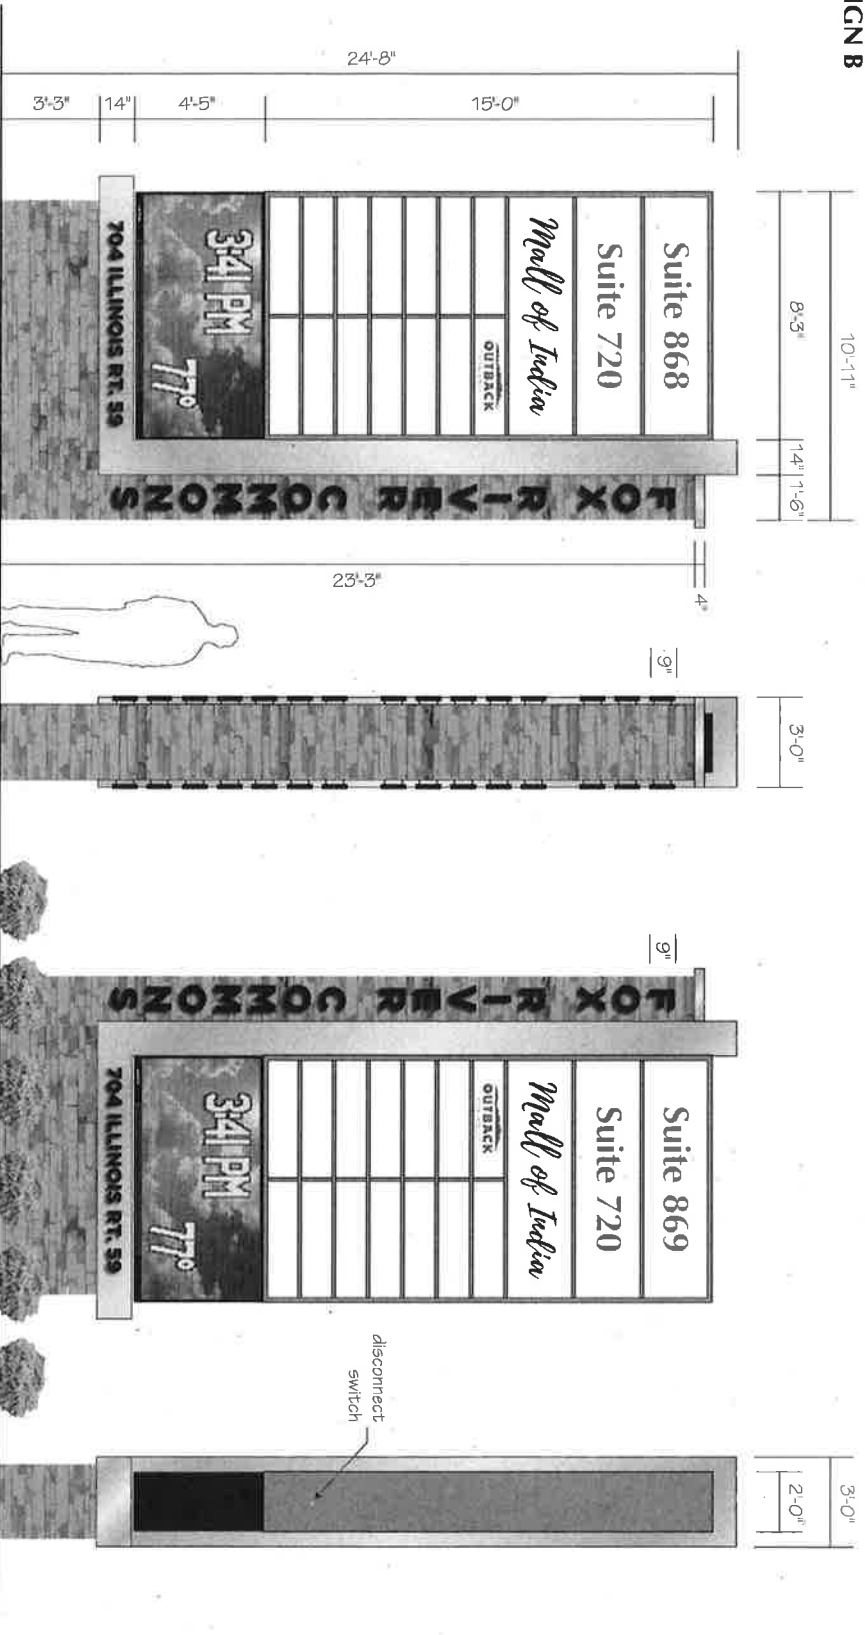 IGN B
10'-11"
8'-3"
14"
1'-6"
24'-8"
15'-0"
4'-5"
14"
3'-3"
Suite 868
Suite 720
Mall of India
OUTBACK
3:41 PM
77°
704 ILLINOIS RT. 59
FOX RIVER COMMONS
23'-3"
4"
9"
3'-0"
9"
FOX RIVER COMMONS
Suite 869
Suite 720
Mall of India
OUTBACK
3:41 PM
77°
704 ILLINOIS RT. 59
disconnect
switch
3'-0"
2'-0"